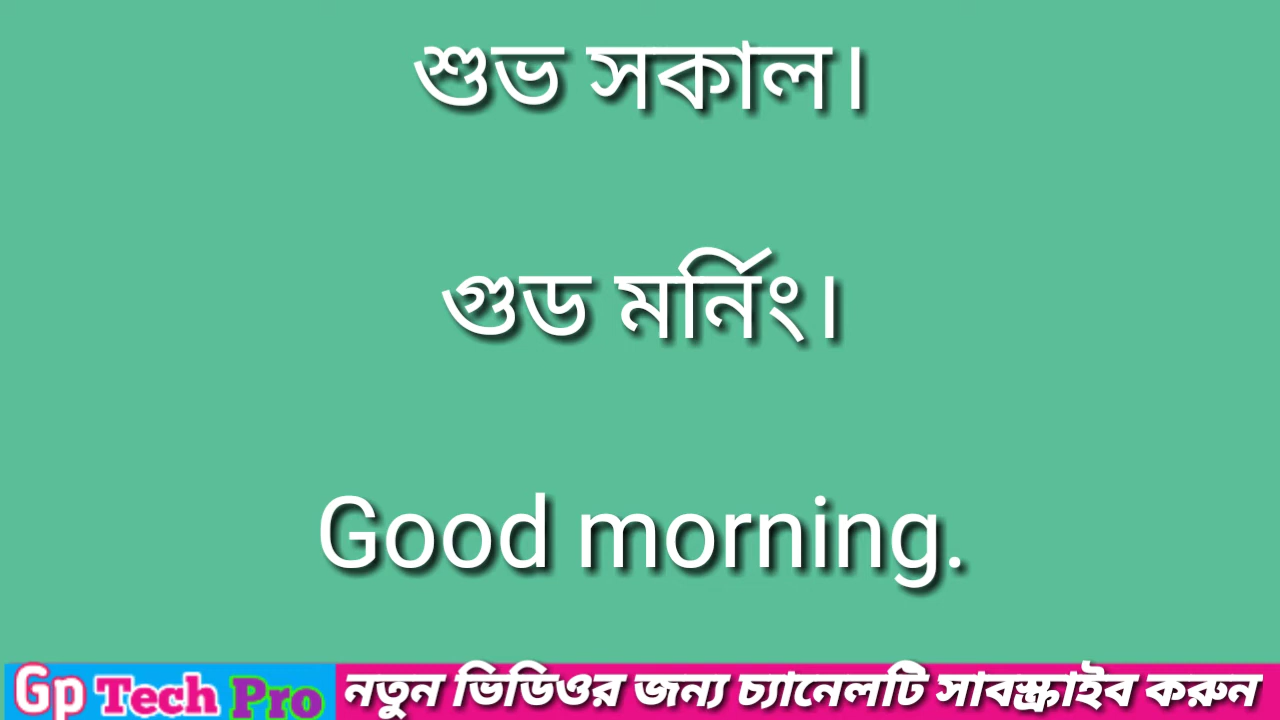 শুভ সকাল।
গুড মর্নিং।
Good morning.
Gp Tech Pro নতুন ভিডিওর জন্য চ্যানেলটি সাবস্ক্রাইব করুন